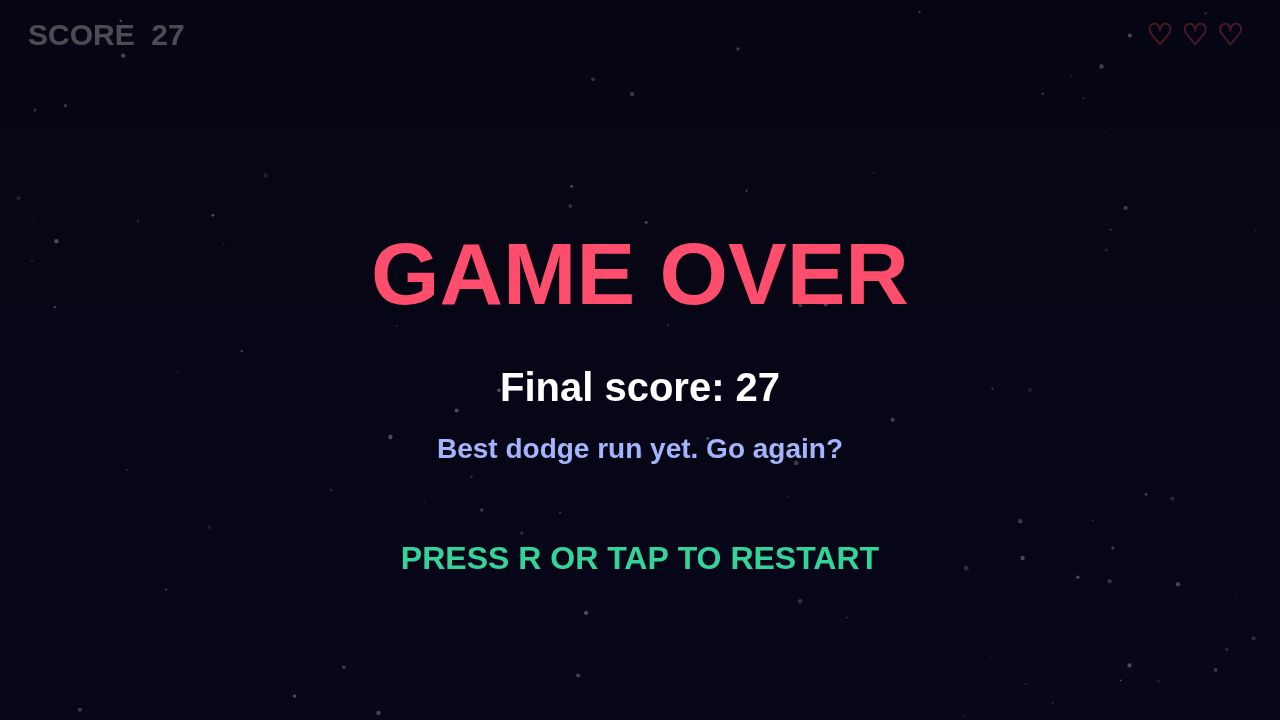 SCORE 27
♡ ♡ ♡
GAME OVER
Final score: 27
Best dodge run yet. Go again?
PRESS R OR TAP TO RESTART